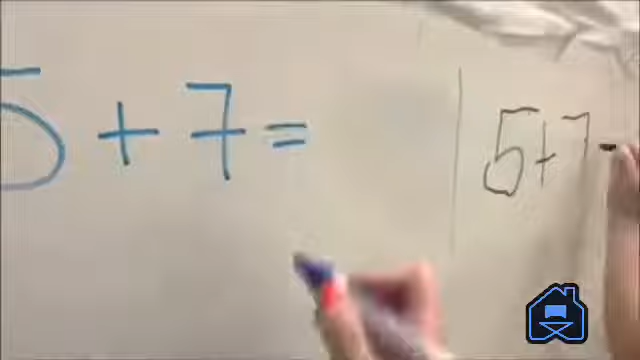 5 + 7 =
5 + 7 -